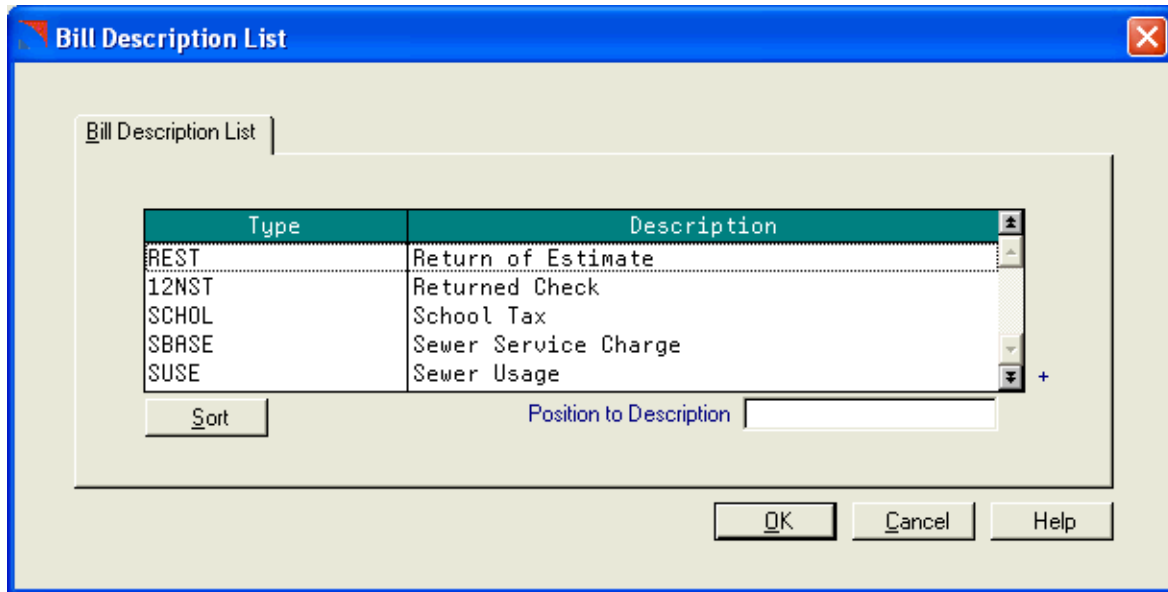 Bill Description List
Bill Description List
Type Description
REST Return of Estimate
12NST Returned Check
SCHOL School Tax
SBASE Sewer Service Charge
SUSE Sewer Usage
+
Sort Position to Description
OK Cancel Help